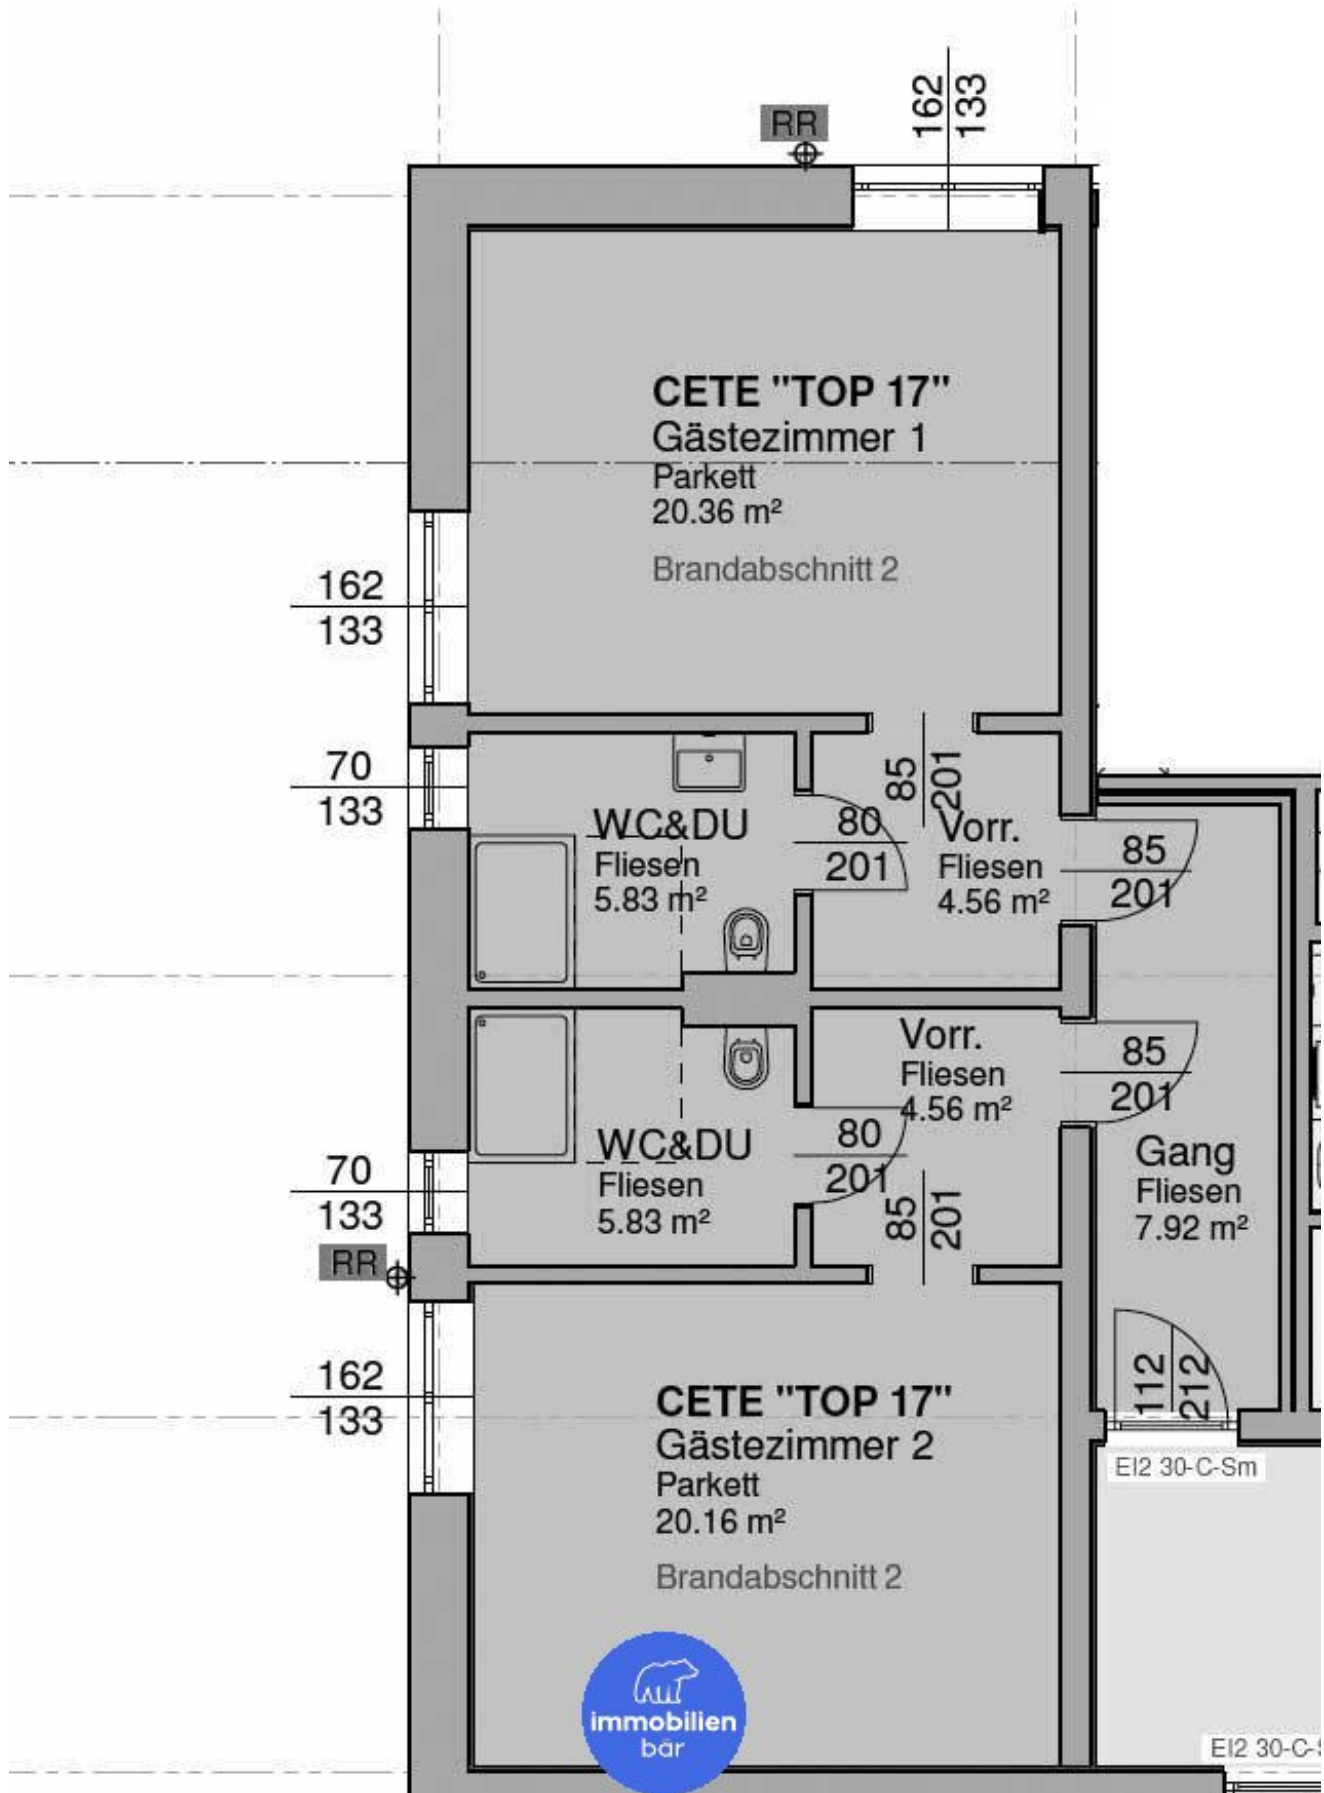 162
133
RR
CETE "TOP 17"
Gästezimmer 1
Parkett
20.36 m²
Brandabschnitt 2
162
133
70
133
85
201
WC&DU
Fliesen
5.83 m²
80
201
Vorr.
Fliesen
4.56 m²
85
201
Vorr.
Fliesen
4.56 m²
85
201
WC&DU
Fliesen
5.83 m²
80
201
85
201
Gang
Fliesen
7.92 m²
70
133
RR
162
133
112
212
CETE "TOP 17"
Gästezimmer 2
Parkett
20.16 m²
Brandabschnitt 2
EI2 30-C-Sm
immobilien
bär
EI2 30-C-